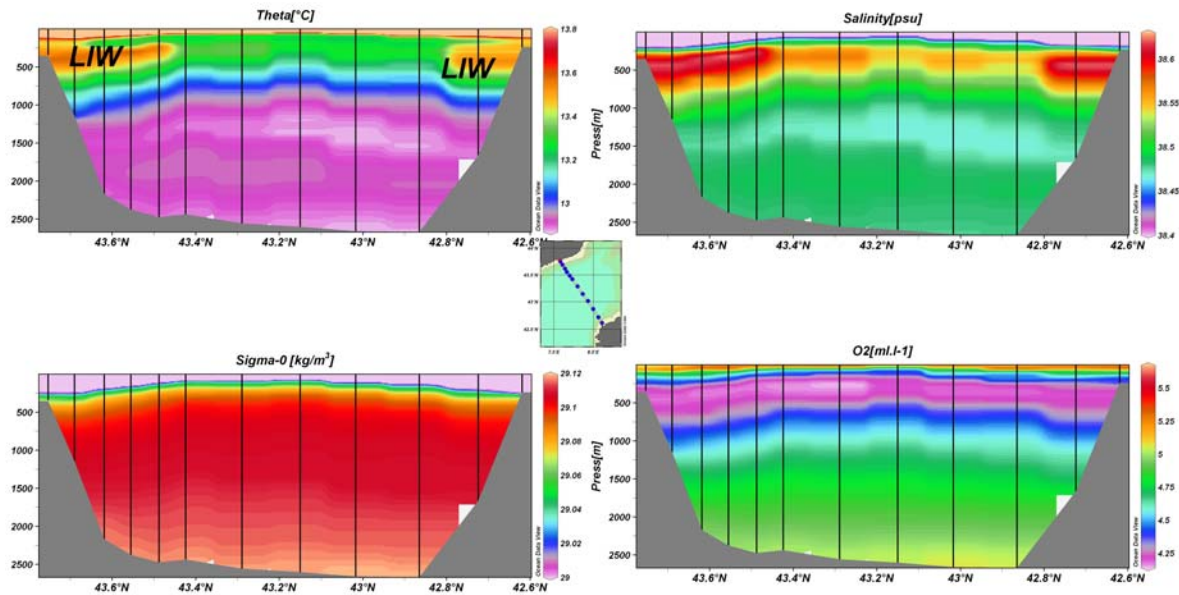 Theta[°C]
LIW
LIW
500
1000
1500
2000
2500
43.6°N
43.4°N
43.2°N
43°N
42.8°N
42.6°N
13.8
13.6
13.4
13.2
13
Ocean Data View
Salinity[psu]
Press[m]
500
1000
1500
2000
2500
43.6°N
43.4°N
43.2°N
43°N
42.8°N
42.6°N
38.6
38.55
38.5
38.45
38.4
Ocean Data View
Sigma-0 [kg/m³]
500
1000
1500
2000
2500
43.6°N
43.4°N
43.2°N
43°N
42.8°N
42.6°N
29.12
29.1
29.08
29.06
29.04
29.02
29
Ocean Data View
O2[ml.l-1]
Press[m]
500
1000
1500
2000
2500
43.6°N
43.4°N
43.2°N
43°N
42.8°N
42.6°N
5.5
5.25
5
4.75
4.5
4.25
Ocean Data View